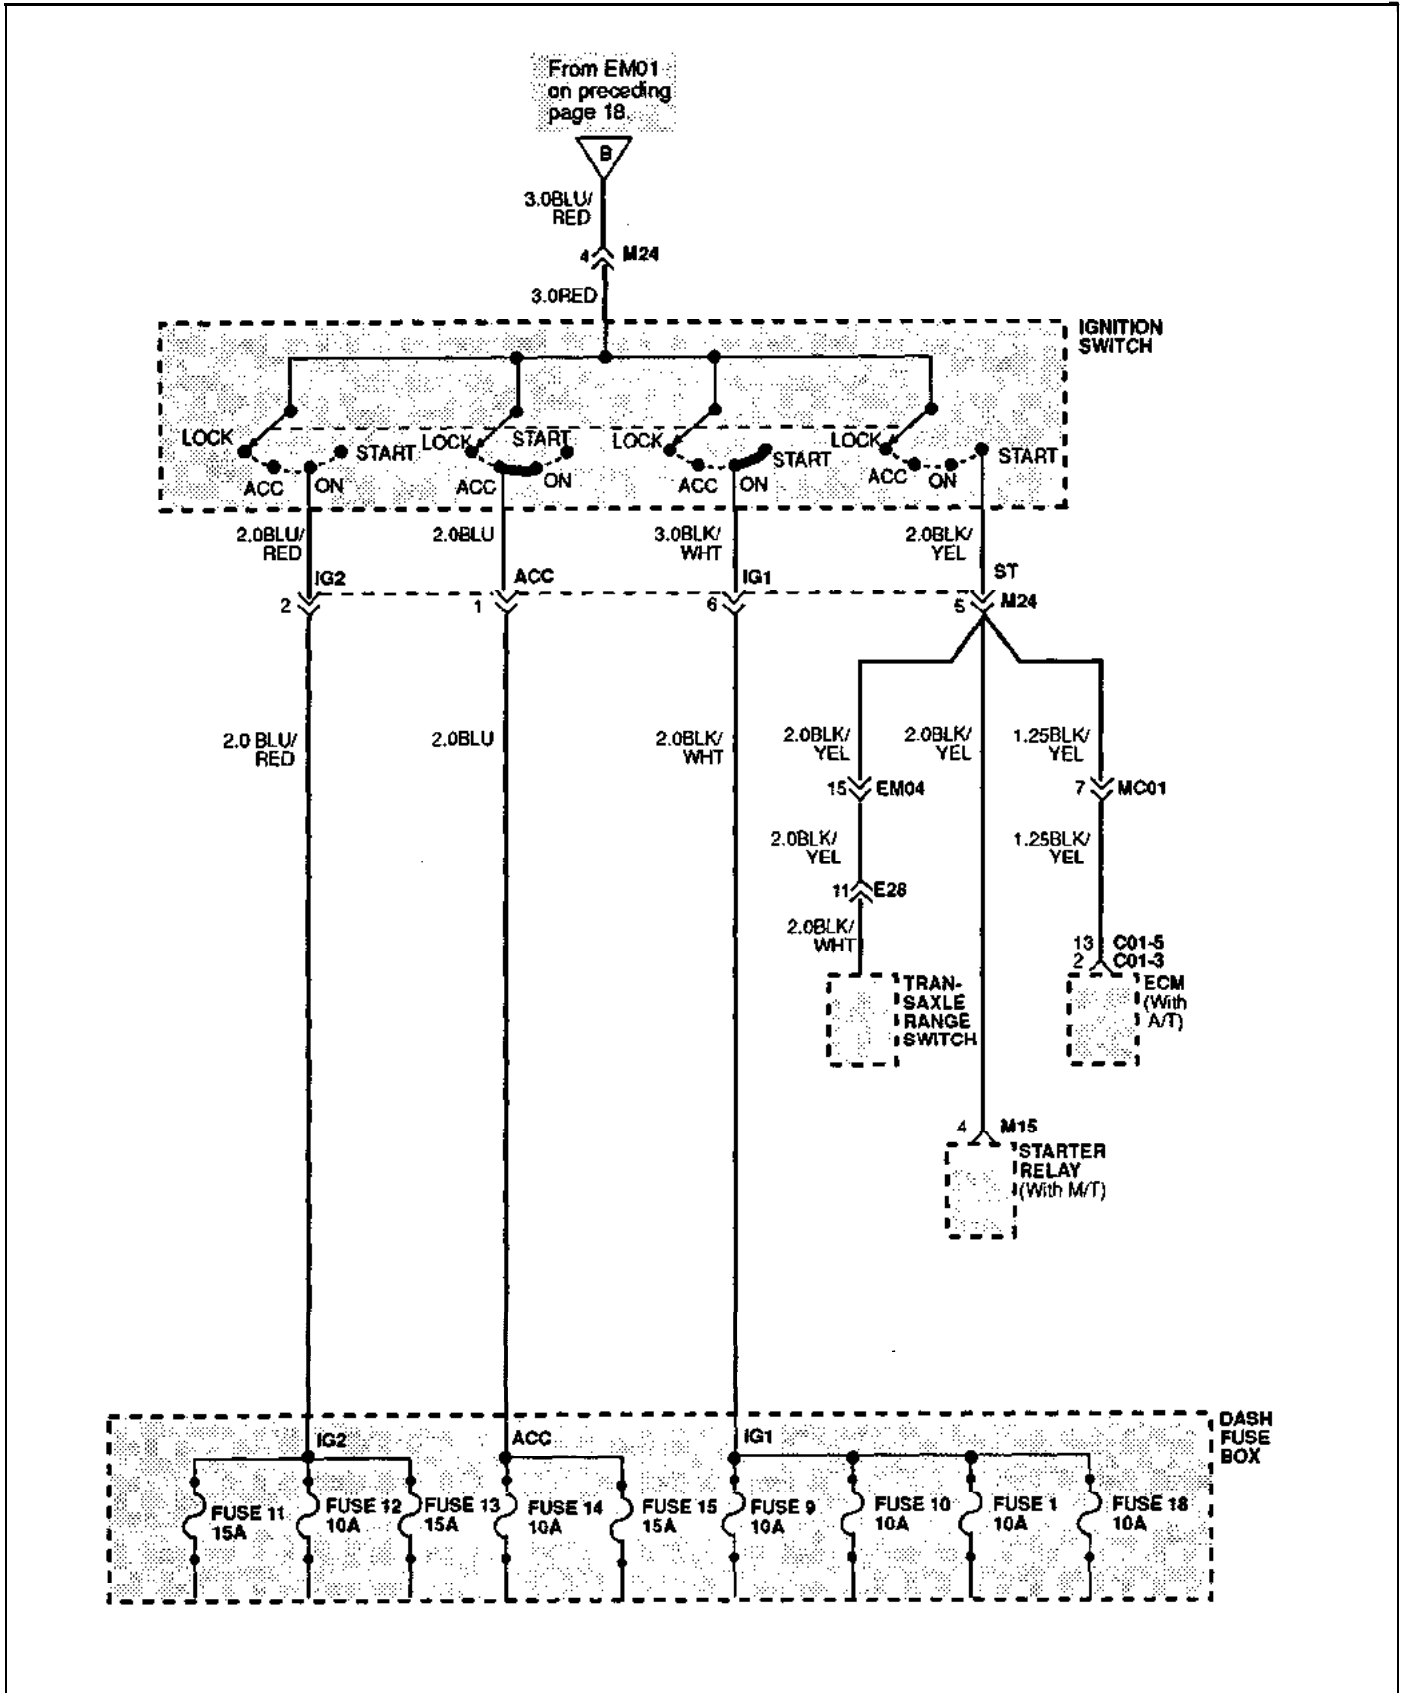 From EM01
on preceding
page 18.
B
3.0BLU/
RED
4 M24
3.0RED
IGNITION
SWITCH
LOCK START LOCK START LOCK START LOCK START
ACC ON ACC ON ACC ON ACC ON
2.0BLU/
RED
2.0BLU
3.0BLK/
WHT
2.0BLK/
YEL
IG2 ACC IG1 ST
2 1 6 5 M24
2.0 BLU/
RED
2.0BLU
2.0BLK/
WHT
2.0BLK/
YEL
2.0BLK/
YEL
1.25BLK/
YEL
15 EM04
7 MC01
2.0BLK/
YEL
1.25BLK/
YEL
11 E28
2.0BLK/
WHT
13 C01-5
2 C01-3
TRAN-
SAXLE
RANGE
SWITCH
ECM
(With
A/T)
4 M15
STARTER
RELAY
(With M/T)
DASH
FUSE
BOX
IG2 ACC IG1
FUSE 11
15A
FUSE 12
10A
FUSE 13
15A
FUSE 14
10A
FUSE 15
15A
FUSE 9
10A
FUSE 10
10A
FUSE 1
10A
FUSE 18
10A